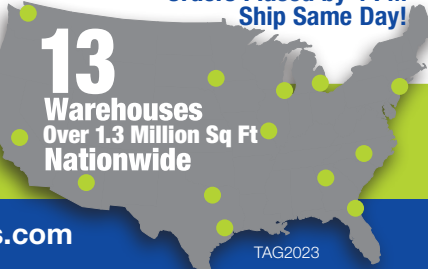 Ship Same Day!
13
Warehouses
Over 1.3 Million Sq Ft
Nationwide
s.com
TAG2023